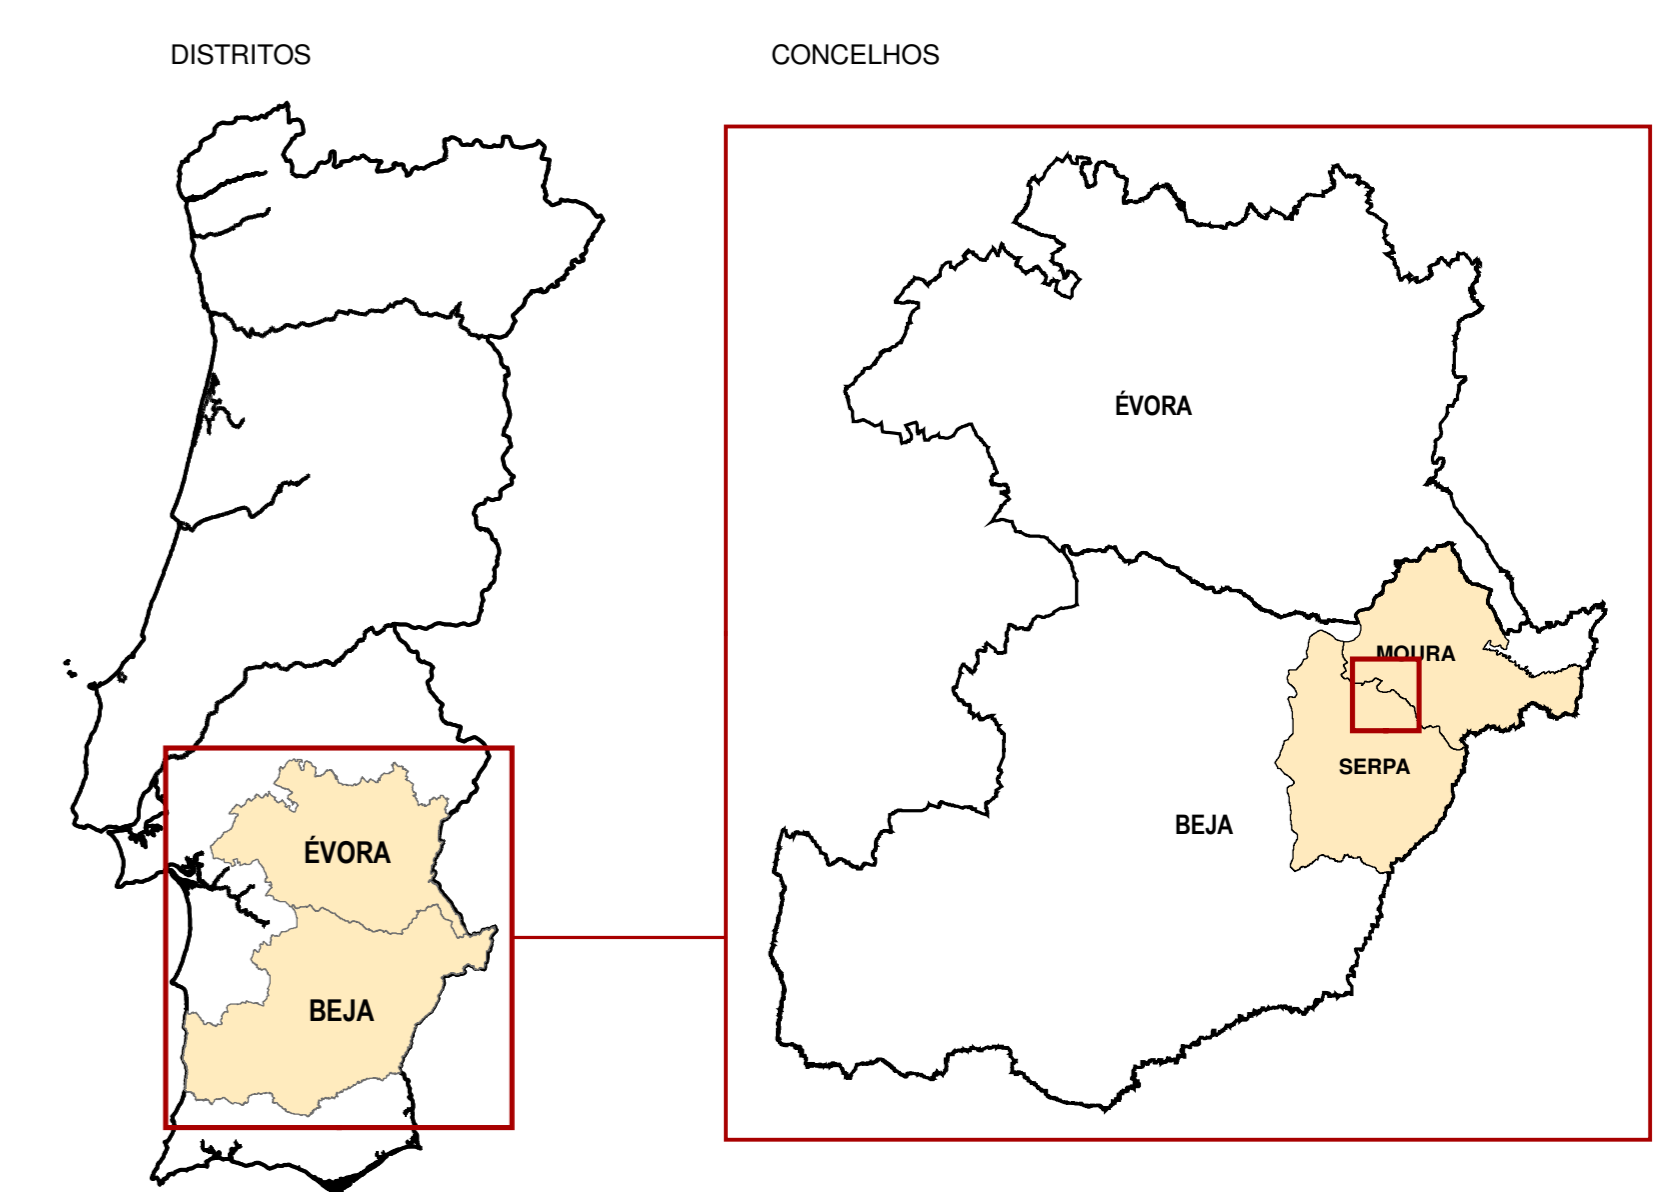 DISTRITOS
CONCELHOS
ÉVORA
BEJA
ÉVORA
MOURA
SERPA
BEJA